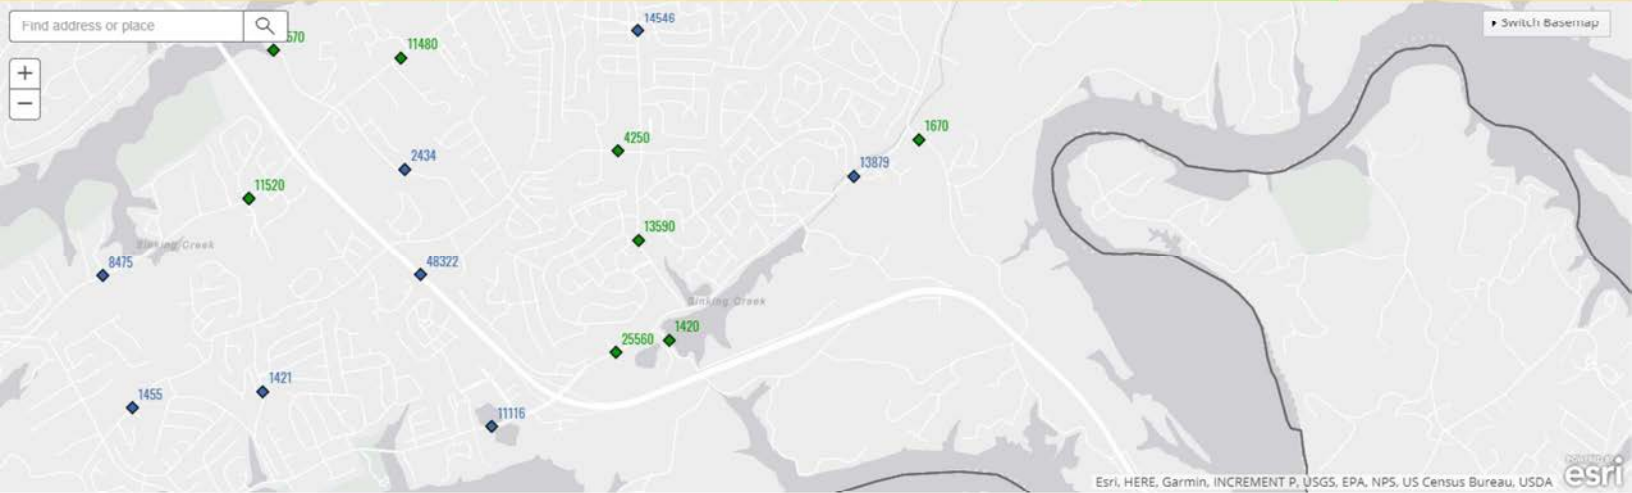 Find address or place
570
11480
14546
Switch Basemap
+
−
4250
1670
2434
13879
11520
13590
Sinking Creek
8475
48322
Sinking Creek
25560
1420
1421
1455
11116
POWERED BY
esri
Esri, HERE, Garmin, INCREMENT P, USGS, EPA, NPS, US Census Bureau, USDA